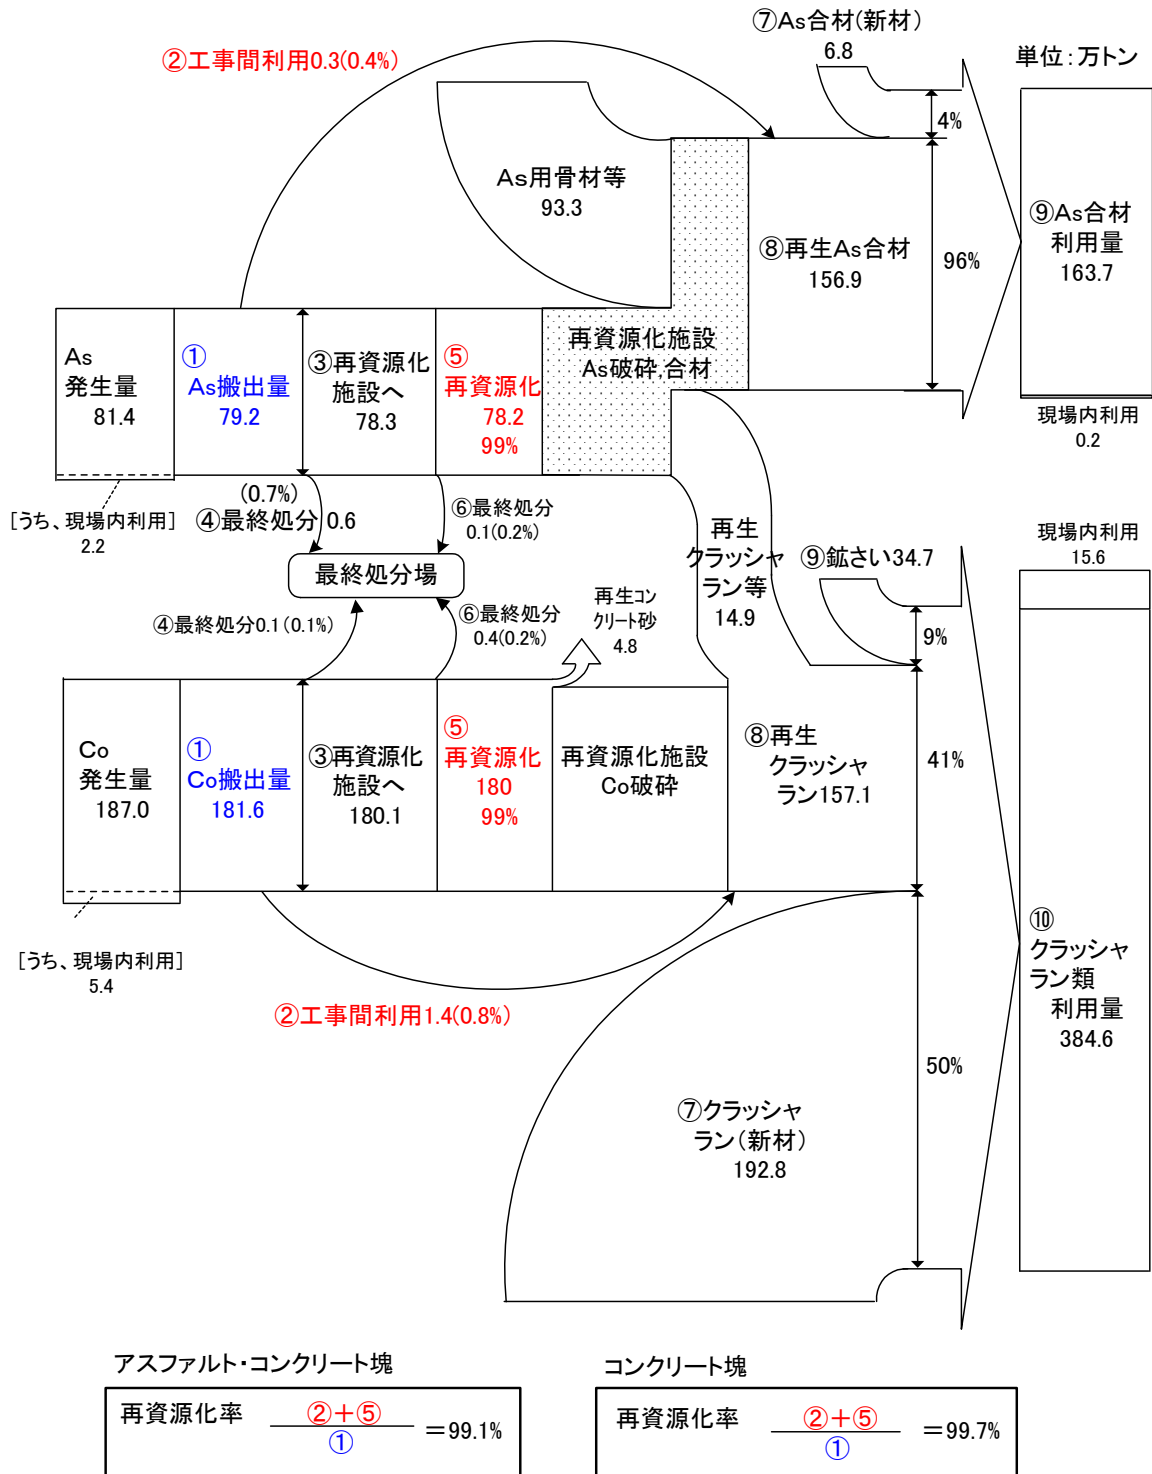 ⑦As合材(新材)
6.8
単位：万トン
②工事間利用0.3(0.4%)
4%
As用骨材等
93.3
⑧再生As合材
156.9
96%
⑨As合材
利用量
163.7
As
発生量
81.4
①
As搬出量
79.2
③再資源化
施設へ
78.3
⑤
再資源化
78.2
99%
再資源化施設
As破砕,合材
現場内利用
0.2
[うち、現場内利用]
2.2
(0.7%)
④最終処分 0.6
⑥最終処分
0.1(0.2%)
最終処分場
再生
クラッシャ
ラン等
14.9
⑨鉱さい34.7
現場内利用
15.6
④最終処分0.1(0.1%)
⑥最終処分
0.4(0.2%)
再生コン
クリート砂
4.8
9%
Co
発生量
187.0
①
Co搬出量
181.6
③再資源化
施設へ
180.1
⑤
再資源化
180
99%
再資源化施設
Co破砕
⑧再生
クラッシャ
ラン157.1
41%
[うち、現場内利用]
5.4
②工事間利用1.4(0.8%)
⑩
クラッシャ
ラン類
利用量
384.6
50%
⑦クラッシャ
ラン(新材)
192.8
アスファルト・コンクリート塊
再資源化率 ②＋⑤
①
＝99.1%
コンクリート塊
再資源化率 ②＋⑤
①
＝99.7%